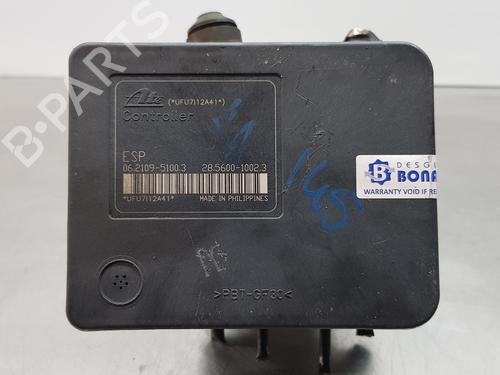 B-PARTS
Ate (*UFU7I12A41*)
Controller
ESP
06.2109-5100.3 28.5600-1002.3
*UFU7I12A41* MADE IN PHILIPPINES
DESGU
B BONA
WARRANTY VOID IF RE
>PBT-GF30<